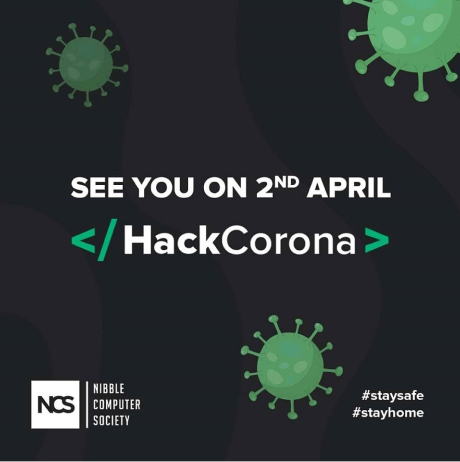 SEE YOU ON 2ND APRIL
</HackCorona>
NCS
NIBBLE
COMPUTER
SOCIETY
#staysafe
#stayhome